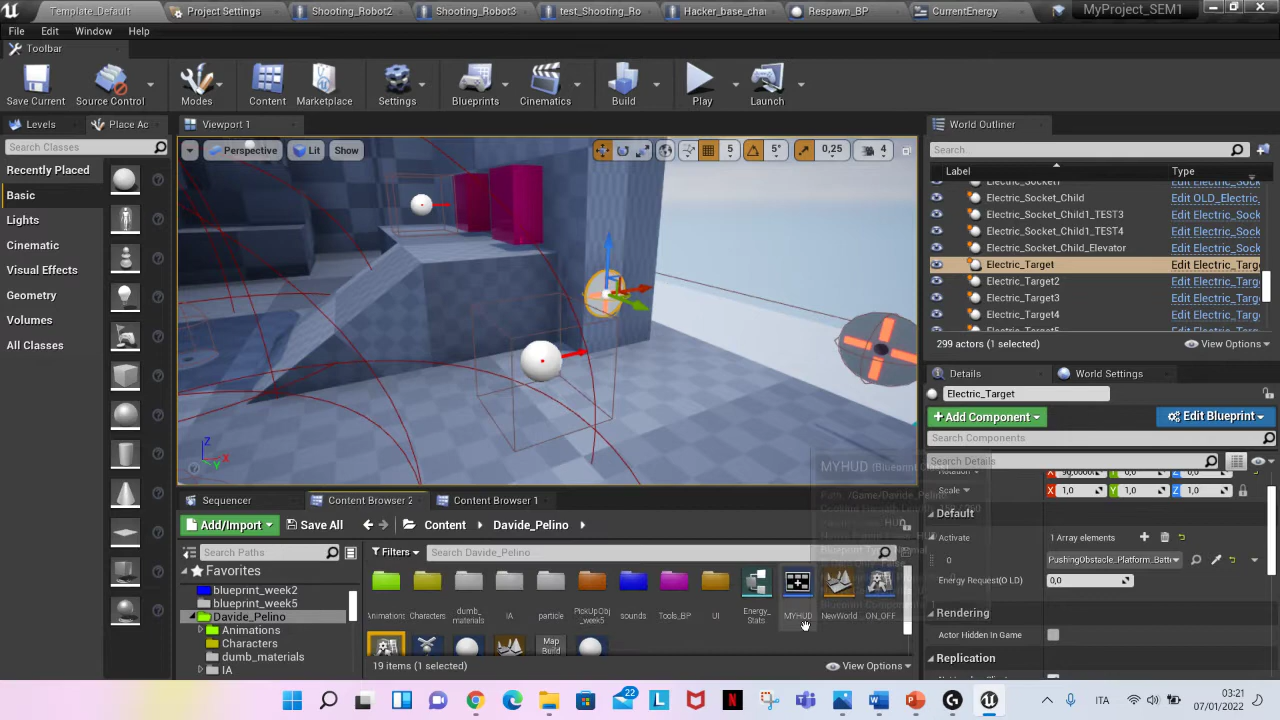 Template_Default
Project Settings
Shooting_Robot2
Shooting_Robot3
test_Shooting_Ro
Hacker_base_cha
Respawn_BP
CurrentEnergy
MyProject_SEM1
File Edit Window Help
Toolbar
Save Current
Source Control
Modes
Content
Marketplace
Settings
Blueprints
Cinematics
Build
Play
Launch
Levels
Place Ac
Search Classes
Recently Placed
Basic
Lights
Cinematic
Visual Effects
Geometry
Volumes
All Classes
Viewport 1
Perspective Lit Show 5 5° 0,25 4
Z
X
Y
World Outliner
Search...
Label Type
Electric_Socket1 Edit Electric_Sock
Electric_Socket_Child Edit OLD_Electric_
Electric_Socket_Child1_TEST3 Edit Electric_Sock
Electric_Socket_Child1_TEST4 Edit Electric_Sock
Electric_Socket_Child_Elevator Edit Electric_Sock
Electric_Target Edit Electric_Targ
Electric_Target2 Edit Electric_Targ
Electric_Target3 Edit Electric_Targ
Electric_Target4 Edit Electric_Targ
299 actors (1 selected) View Options
Details World Settings
Electric_Target
Add Component Edit Blueprint
Search Components
Search Details
Scale X 1,0 Y 1,0 Z 1,0
Default
Activate 1 Array elements
0 PushingObstacle_Platform_Batt
Energy Request(OLD) 0,0
Rendering
Actor Hidden In Game
Replication
Sequencer
Content Browser 2
Content Browser 1
Add/Import Save All Content Davide_Pelino
Search Paths
Filters Search Davide_Pelino
Favorites
blueprint_week2
blueprint_week5
Davide_Pelino
Animations
Characters
dumb_materials
IA
Animations
Characters
dumb_materials
IA
particle
PickUpObj_week5
sounds
Tools_BP
UI
Energy_Stats
MYHUD
NewWorld
ON_OFF
Map Build
19 items (1 selected) View Options
MYHUD (Blueprint Cl
Path: /Game/Davide_Pelino
22
ITA
03:21
07/01/2022